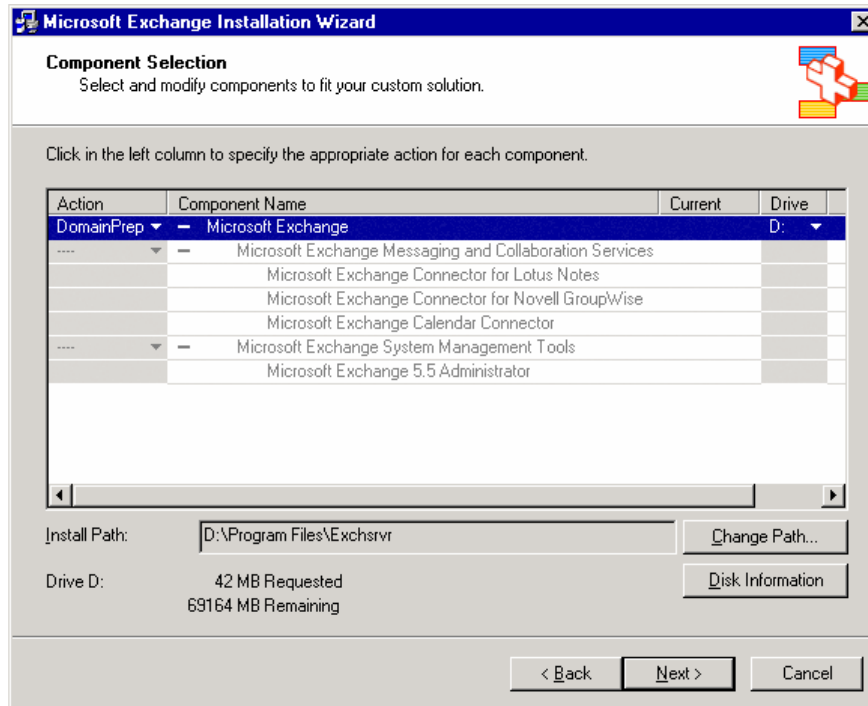 Microsoft Exchange Installation Wizard
Component Selection
Select and modify components to fit your custom solution.
Click in the left column to specify the appropriate action for each component.
Action Component Name Current Drive
DomainPrep Microsoft Exchange D:
---- Microsoft Exchange Messaging and Collaboration Services
Microsoft Exchange Connector for Lotus Notes
Microsoft Exchange Connector for Novell GroupWise
Microsoft Exchange Calendar Connector
---- Microsoft Exchange System Management Tools
Microsoft Exchange 5.5 Administrator
Install Path: D:\Program Files\Exchsrvr Change Path...
Drive D: 42 MB Requested Disk Information
69164 MB Remaining
< Back Next > Cancel